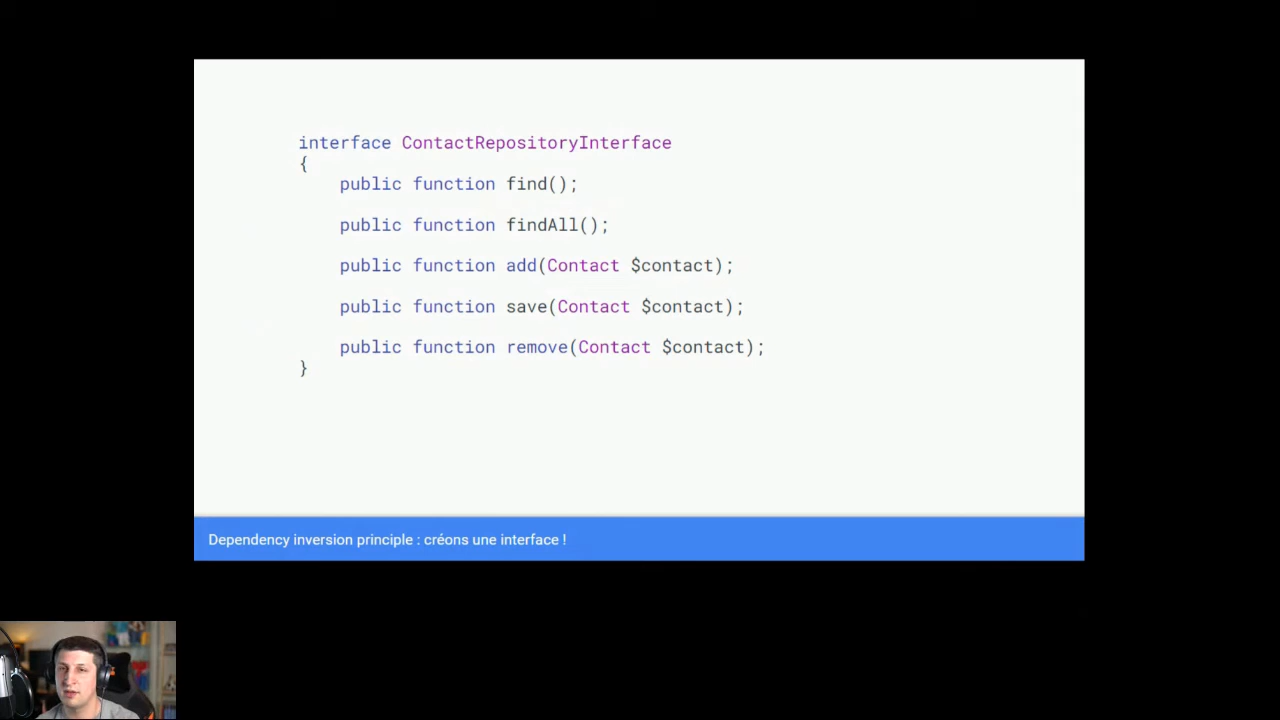 interface ContactRepositoryInterface
{
public function find();
public function findAll();
public function add(Contact $contact);
public function save(Contact $contact);
public function remove(Contact $contact);
}
Dependency inversion principle : créons une interface !